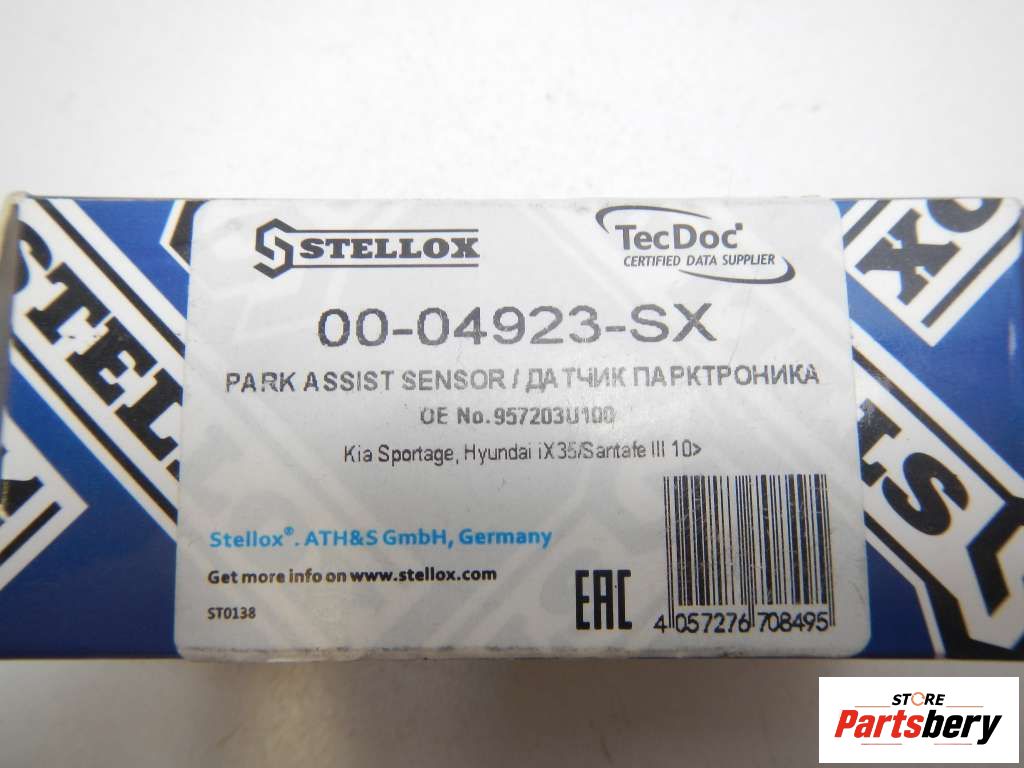 STELLOX
TecDoc
CERTIFIED DATA SUPPLIER
00-04923-SX
PARK ASSIST SENSOR / ДАТЧИК ПАРКТРОНИКА
OE No.957203U100
Kia Sportage, Hyundai iX35/Santafe III 10>
Stellox®. ATH&S GmbH, Germany
Get more info on www.stellox.com
ST0138
EAC
4 057276 708495
STORE
Partsbery